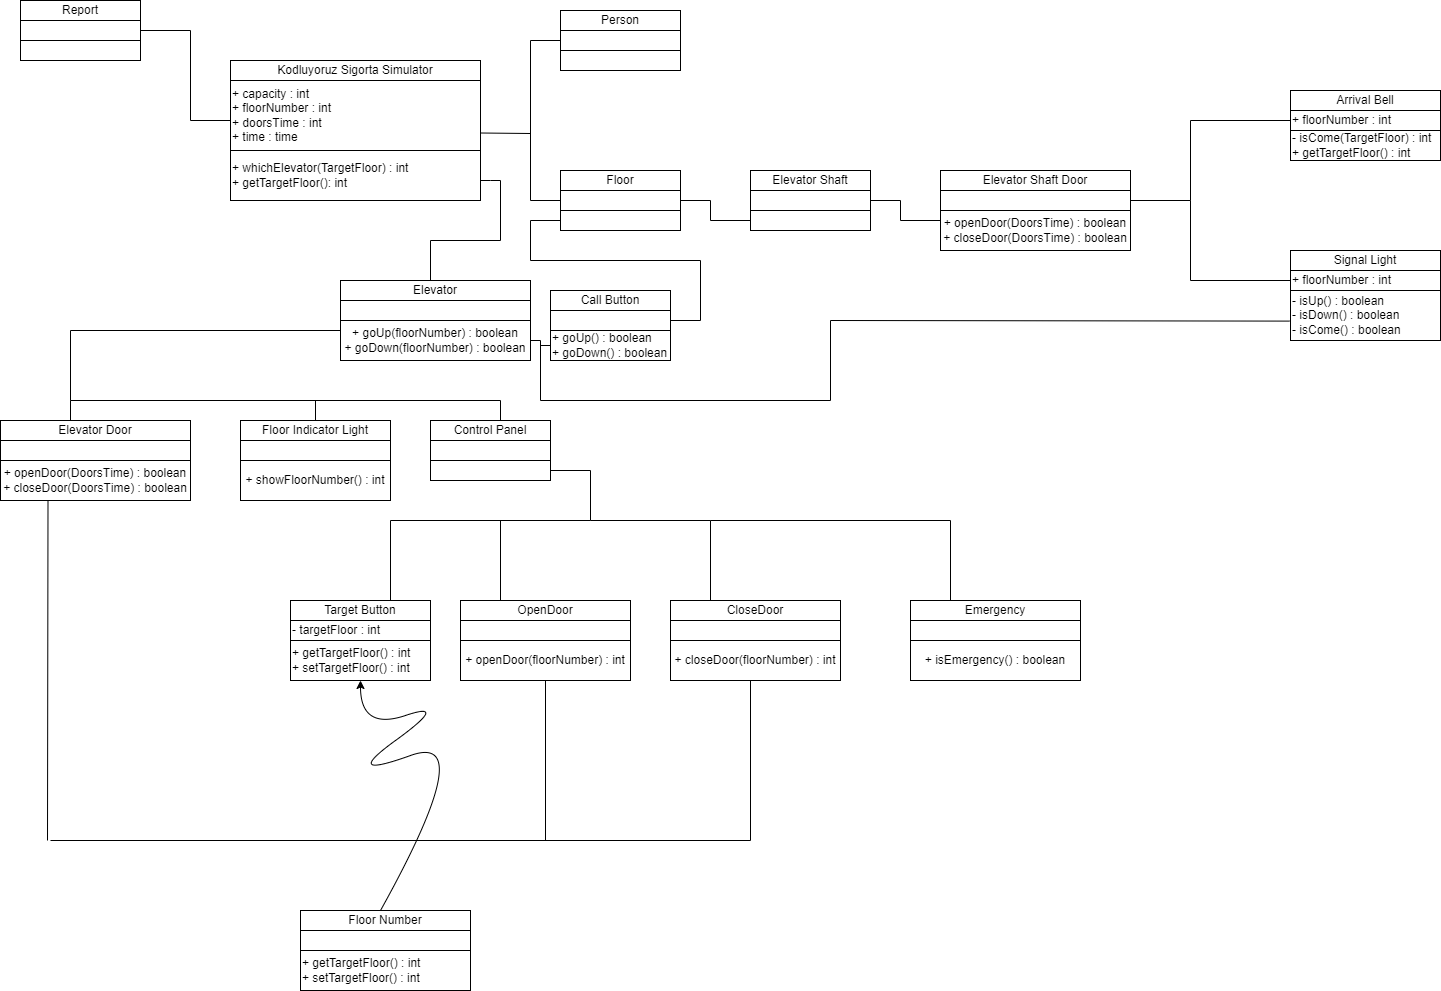 Report
Person
Kodluyoruz Sigorta Simulator
+ capacity : int
+ floorNumber : int
+ doorsTime : int
+ time : time
+ whichElevator(TargetFloor) : int
+ getTargetFloor(): int
Arrival Bell
+ floorNumber : int
- isCome(TargetFloor) : int
+ getTargetFloor() : int
Floor
Elevator Shaft
Elevator Shaft Door
+ openDoor(DoorsTime) : boolean
+ closeDoor(DoorsTime) : boolean
Signal Light
+ floorNumber : int
- isUp() : boolean
- isDown() : boolean
- isCome() : boolean
Elevator
+ goUp(floorNumber) : boolean
+ goDown(floorNumber) : boolean
Call Button
+ goUp() : boolean
+ goDown() : boolean
Elevator Door
+ openDoor(DoorsTime) : boolean
+ closeDoor(DoorsTime) : boolean
Floor Indicator Light
+ showFloorNumber() : int
Control Panel
Target Button
- targetFloor : int
+ getTargetFloor() : int
+ setTargetFloor() : int
OpenDoor
+ openDoor(floorNumber) : int
CloseDoor
+ closeDoor(floorNumber) : int
Emergency
+ isEmergency() : boolean
Floor Number
+ getTargetFloor() : int
+ setTargetFloor() : int